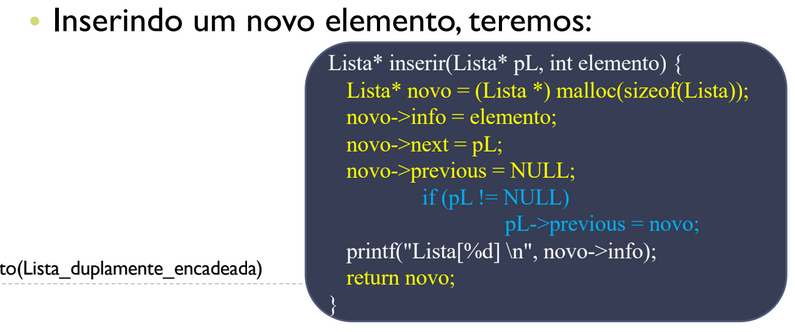 • Inserindo um novo elemento, teremos:
Lista* inserir(Lista* pL, int elemento) {
Lista* novo = (Lista *) malloc(sizeof(Lista));
novo->info = elemento;
novo->next = pL;
novo->previous = NULL;
if (pL != NULL)
pL->previous = novo;
printf("Lista[%d] \n", novo->info);
return novo;
}
to(Lista_duplamente_encadeada)